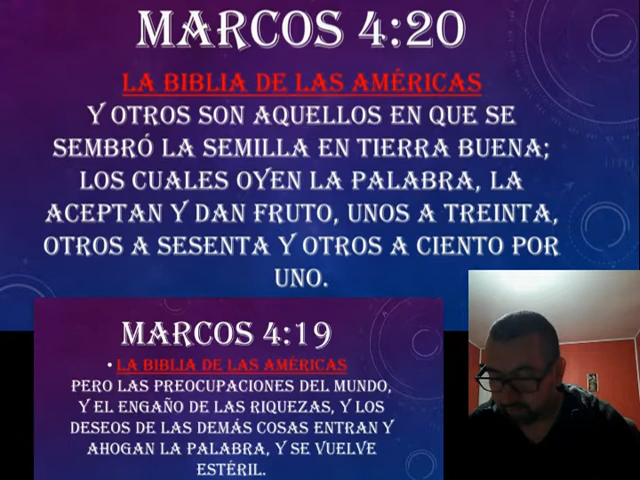 MARCOS 4:20
LA BIBLIA DE LAS AMÉRICAS
Y OTROS SON AQUELLOS EN QUE SE
SEMBRÓ LA SEMILLA EN TIERRA BUENA;
LOS CUALES OYEN LA PALABRA, LA
ACEPTAN Y DAN FRUTO, UNOS A TREINTA,
OTROS A SESENTA Y OTROS A CIENTO POR
UNO.
MARCOS 4:19
• LA BIBLIA DE LAS AMÉRICAS
PERO LAS PREOCUPACIONES DEL MUNDO,
Y EL ENGAÑO DE LAS RIQUEZAS, Y LOS
DESEOS DE LAS DEMÁS COSAS ENTRAN Y
AHOGAN LA PALABRA, Y SE VUELVE
ESTÉRIL.